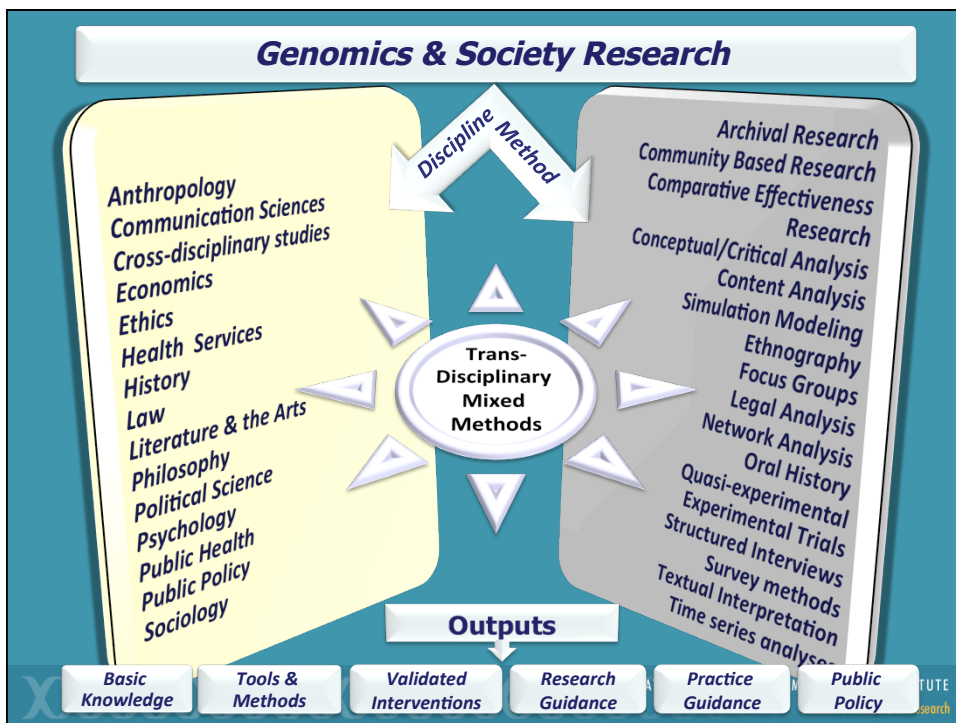 Genomics & Society Research
Discipline
Method
Anthropology
Communication Sciences
Cross-disciplinary studies
Economics
Ethics
Health Services
History
Law
Literature & the Arts
Philosophy
Political Science
Psychology
Public Health
Public Policy
Sociology
Trans-
Disciplinary
Mixed
Methods
Archival Research
Community Based Research
Comparative Effectiveness
Research
Conceptual/Critical Analysis
Content Analysis
Simulation Modeling
Ethnography
Focus Groups
Legal Analysis
Network Analysis
Oral History
Quasi-experimental
Experimental Trials
Structured Interviews
Survey methods
Textual Interpretation
Time series analyses
Outputs
Basic
Knowledge
Tools &
Methods
Validated
Interventions
Research
Guidance
Practice
Guidance
Public
Policy